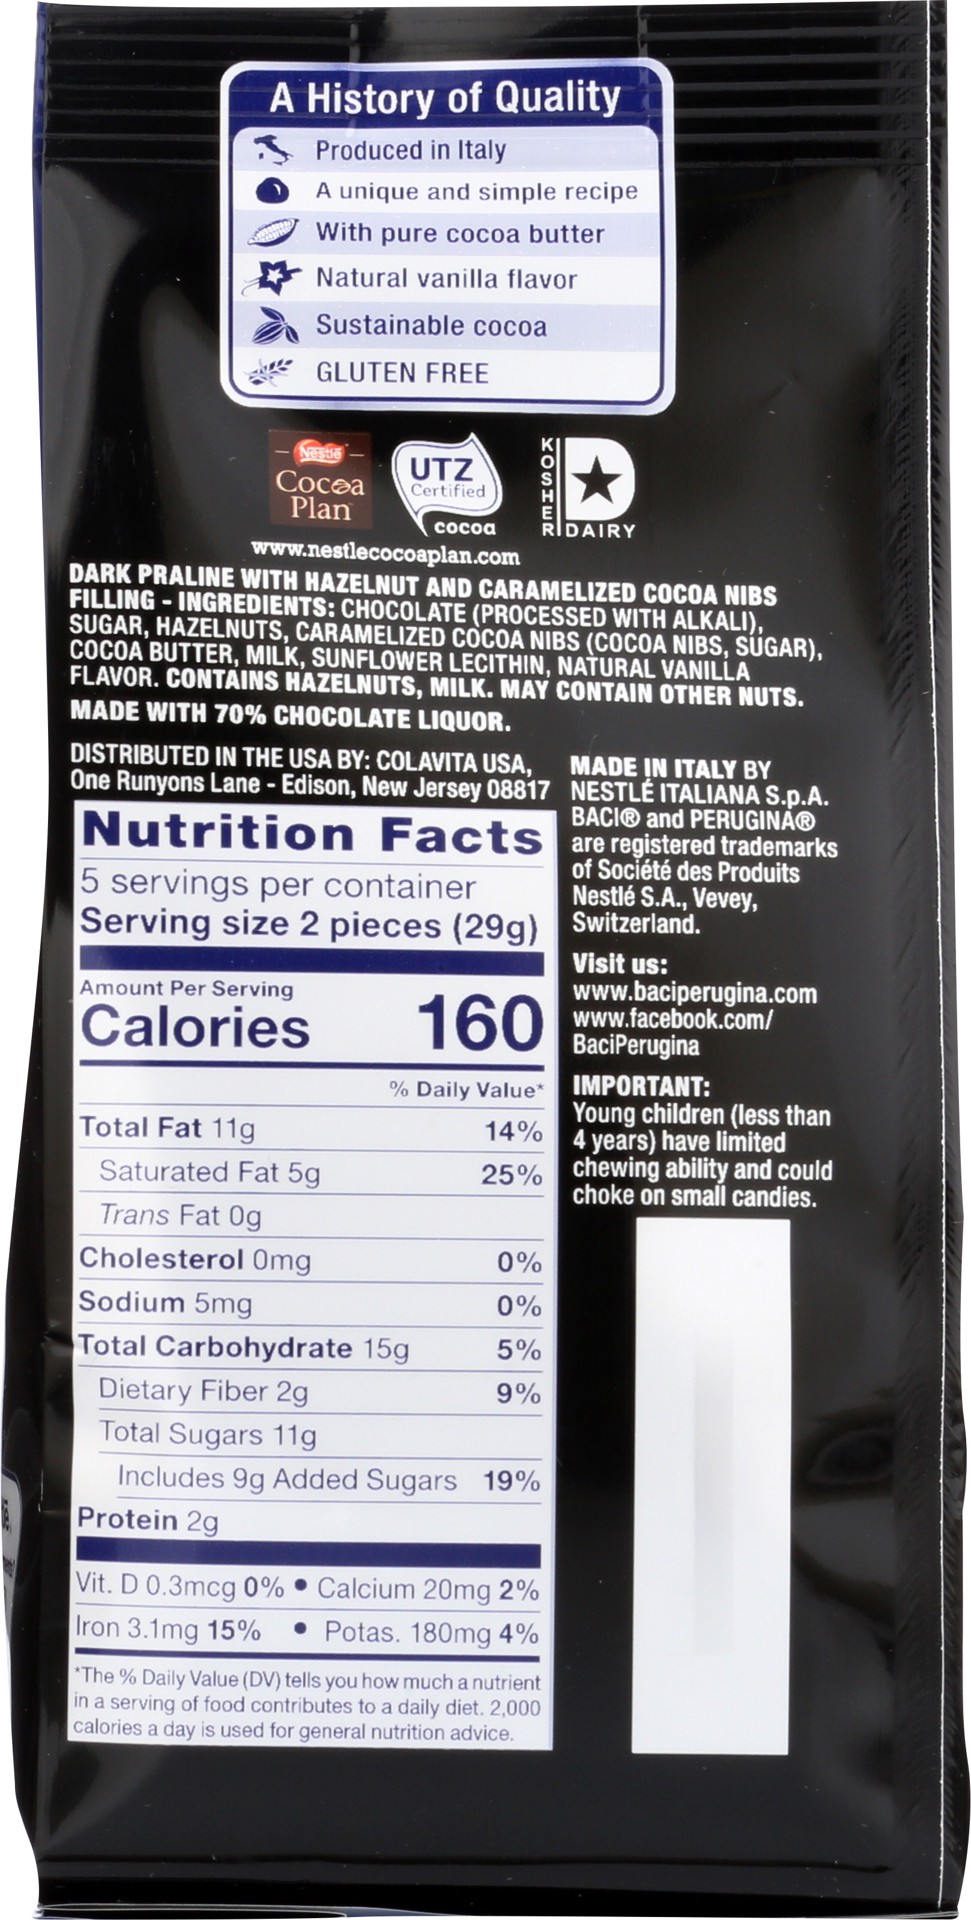 A History of Quality
Produced in Italy
A unique and simple recipe
With pure cocoa butter
Natural vanilla flavor
Sustainable cocoa
GLUTEN FREE
Nestlé
Cocoa
Plan
UTZ
Certified
cocoa
KOSHER
D
DAIRY
www.nestlecocoaplan.com
DARK PRALINE WITH HAZELNUT AND CARAMELIZED COCOA NIBS
FILLING - INGREDIENTS: CHOCOLATE (PROCESSED WITH ALKALI),
SUGAR, HAZELNUTS, CARAMELIZED COCOA NIBS (COCOA NIBS, SUGAR),
COCOA BUTTER, MILK, SUNFLOWER LECITHIN, NATURAL VANILLA
FLAVOR. CONTAINS HAZELNUTS, MILK. MAY CONTAIN OTHER NUTS.
MADE WITH 70% CHOCOLATE LIQUOR.
DISTRIBUTED IN THE USA BY: COLAVITA USA,
One Runyons Lane - Edison, New Jersey 08817
Nutrition Facts
5 servings per container
Serving size 2 pieces (29g)
Amount Per Serving
Calories 160
% Daily Value*
Total Fat 11g 14%
Saturated Fat 5g 25%
Trans Fat 0g
Cholesterol 0mg 0%
Sodium 5mg 0%
Total Carbohydrate 15g 5%
Dietary Fiber 2g 9%
Total Sugars 11g
Includes 9g Added Sugars 19%
Protein 2g
Vit. D 0.3mcg 0% • Calcium 20mg 2%
Iron 3.1mg 15% • Potas. 180mg 4%
*The % Daily Value (DV) tells you how much a nutrient
in a serving of food contributes to a daily diet. 2,000
calories a day is used for general nutrition advice.
MADE IN ITALY BY
NESTLÉ ITALIANA S.p.A.
BACI® and PERUGINA®
are registered trademarks
of Société des Produits
Nestlé S.A., Vevey,
Switzerland.
Visit us:
www.baciperugina.com
www.facebook.com/
BaciPerugina
IMPORTANT:
Young children (less than
4 years) have limited
chewing ability and could
choke on small candies.